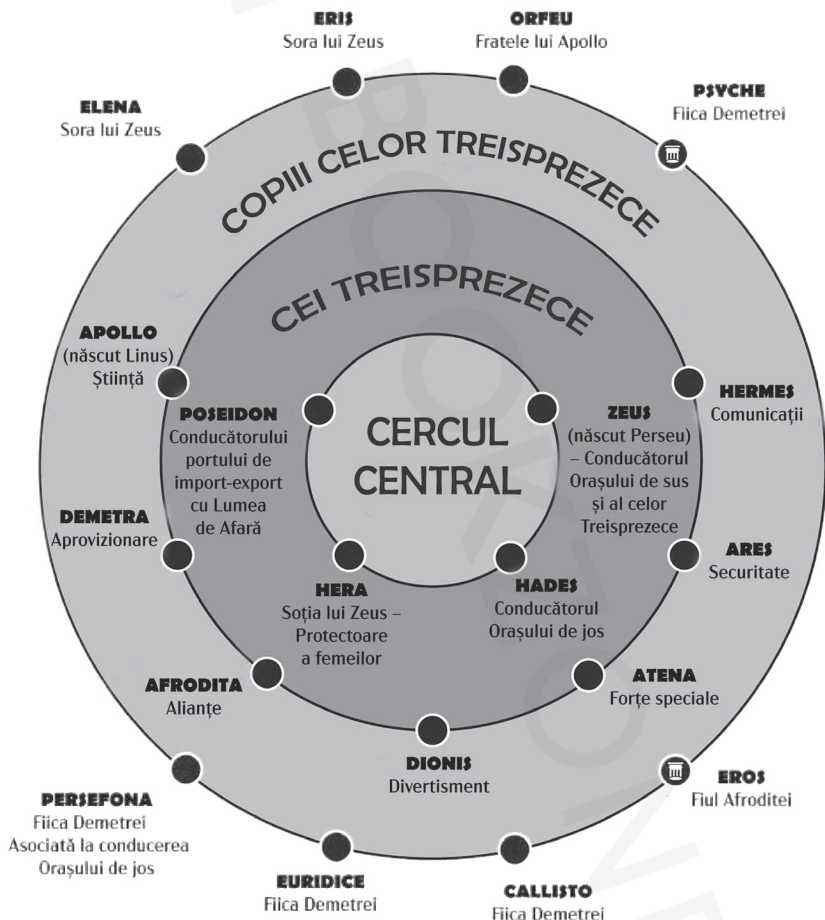 ERIS
Sora lui Zeus
ORFEU
Fratele lui Apollo
ELENA
Sora lui Zeus
PSYCHE
Fiica Demetrei
COPIII CELOR TREISPREZECE
CEI TREISPREZECE
APOLLO
(născut Linus)
Știință
HERMES
Comunicații
POSEIDON
Conducătorului
portului de
import-export
cu Lumea
de Afară
CERCUL
CENTRAL
ZEUS
(născut Perseu)
– Conducătorul
Orașului de sus
și al celor
Treisprezece
DEMETRA
Aprovizionare
ARES
Securitate
HERA
Soția lui Zeus –
Protectoare
a femeilor
HADES
Conducătorul
Orașului de jos
AFRODITA
Alianțe
ATENA
Forțe speciale
DIONIS
Divertisment
PERSEFONA
Fiica Demetrei
Asociată la conducerea
Orașului de jos
EROS
Fiul Afroditei
EURIDICE
Fiica Demetrei
CALLISTO
Fiica Demetrei
BOOKZONE